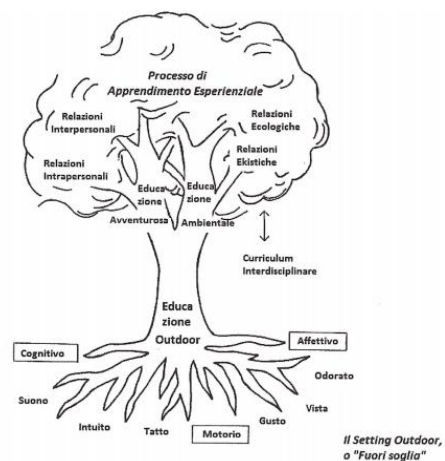 Processo di
Apprendimento Esperienziale
Relazioni
Interpersonali
Relazioni
Ecologiche
Relazioni
Intrapersonali
Relazioni
Ekistiche
Educa
zione
Avventurosa
Educa
zione
Ambientale
Curriculum
Interdisciplinare
Educa
zione
Outdoor
Cognitivo
Affettivo
Suono
Intuito
Tatto
Motorio
Gusto
Vista
Odorato
Il Setting Outdoor,
o "Fuori soglia"